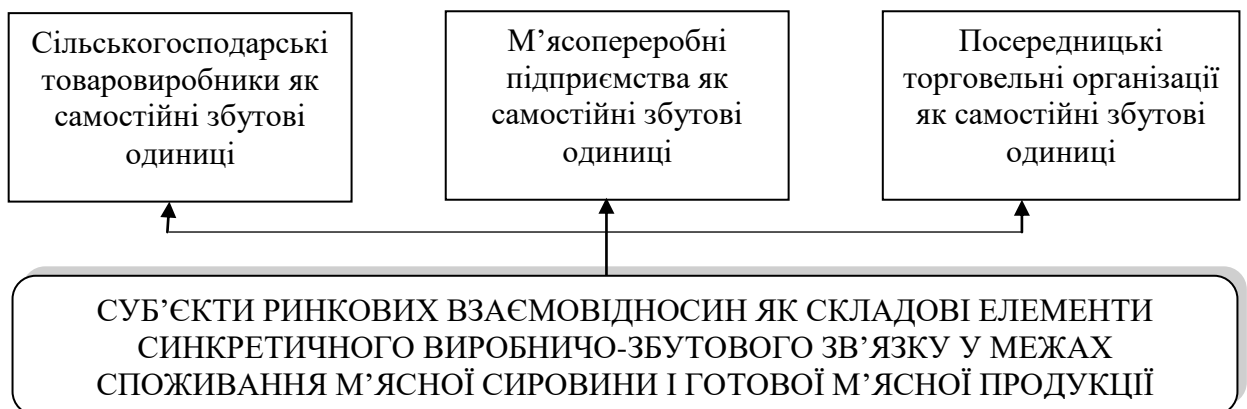 Сільськогосподарські
товаровиробники як
самостійні збутові
одиниці
М’ясопереробні
підприємства як
самостійні збутові
одиниці
Посередницькі
торговельні організації
як самостійні збутові
одиниці
СУБ’ЄКТИ РИНКОВИХ ВЗАЄМОВІДНОСИН ЯК СКЛАДОВІ ЕЛЕМЕНТИ
СИНКРЕТИЧНОГО ВИРОБНИЧО-ЗБУТОВОГО ЗВ’ЯЗКУ У МЕЖАХ
СПОЖИВАННЯ М’ЯСНОЇ СИРОВИНИ І ГОТОВОЇ М’ЯСНОЇ ПРОДУКЦІЇ